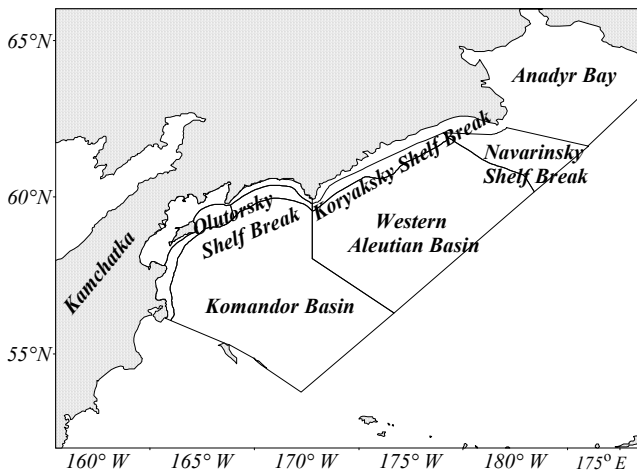 65°N
Anadyr Bay
Koryaksky Shelf Break
Navarinsky
Shelf Break
60°N
Olutorsky
Shelf Break
Western
Aleutian Basin
Kamchatka
Komandor Basin
55°N
160° W 165° W 170° W 175° W 180° W 175° E